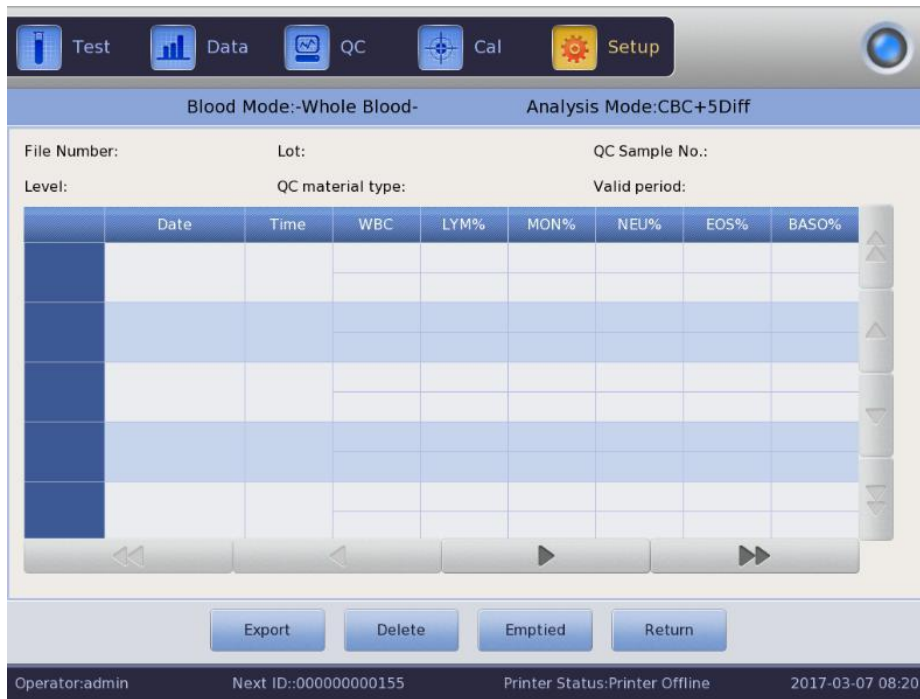 Test Data QC Cal Setup
Blood Mode:-Whole Blood- Analysis Mode:CBC+5Diff
File Number: Lot: QC Sample No.:
Level: QC material type: Valid period:
Date Time WBC LYM% MON% NEU% EOS% BASO%
Export Delete Emptied Return
Operator:admin Next ID::000000000155 Printer Status:Printer Offline 2017-03-07 08:20